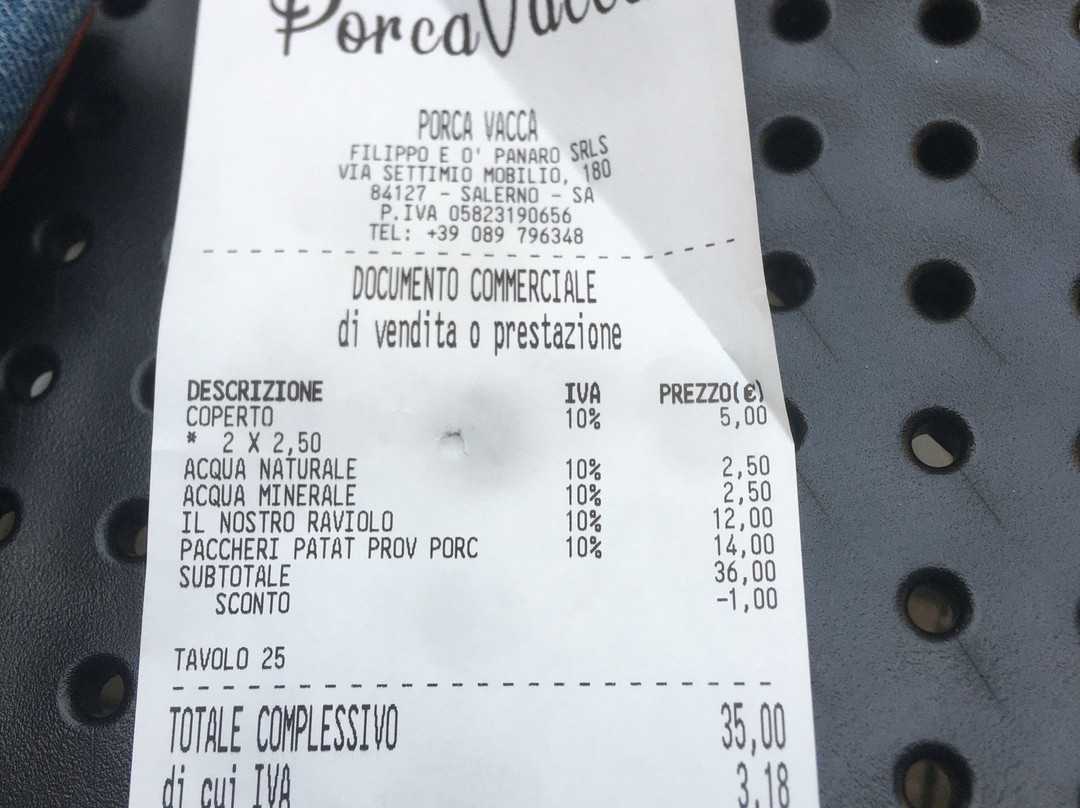 Porca Vacca
PORCA VACCA
FILIPPO E O' PANARO SRLS
VIA SETTIMIO MOBILIO, 180
84127 - SALERNO - SA
P.IVA 05823190656
TEL: +39 089 796348
DOCUMENTO COMMERCIALE
di vendita o prestazione
DESCRIZIONE IVA PREZZO(€)
COPERTO 10% 5,00
* 2 X 2,50
ACQUA NATURALE 10% 2,50
ACQUA MINERALE 10% 2,50
IL NOSTRO RAVIOLO 10% 12,00
PACCHERI PATAT PROV PORC 10% 14,00
SUBTOTALE 36,00
SCONTO -1,00
TAVOLO 25
TOTALE COMPLESSIVO 35,00
di cui IVA 3,18